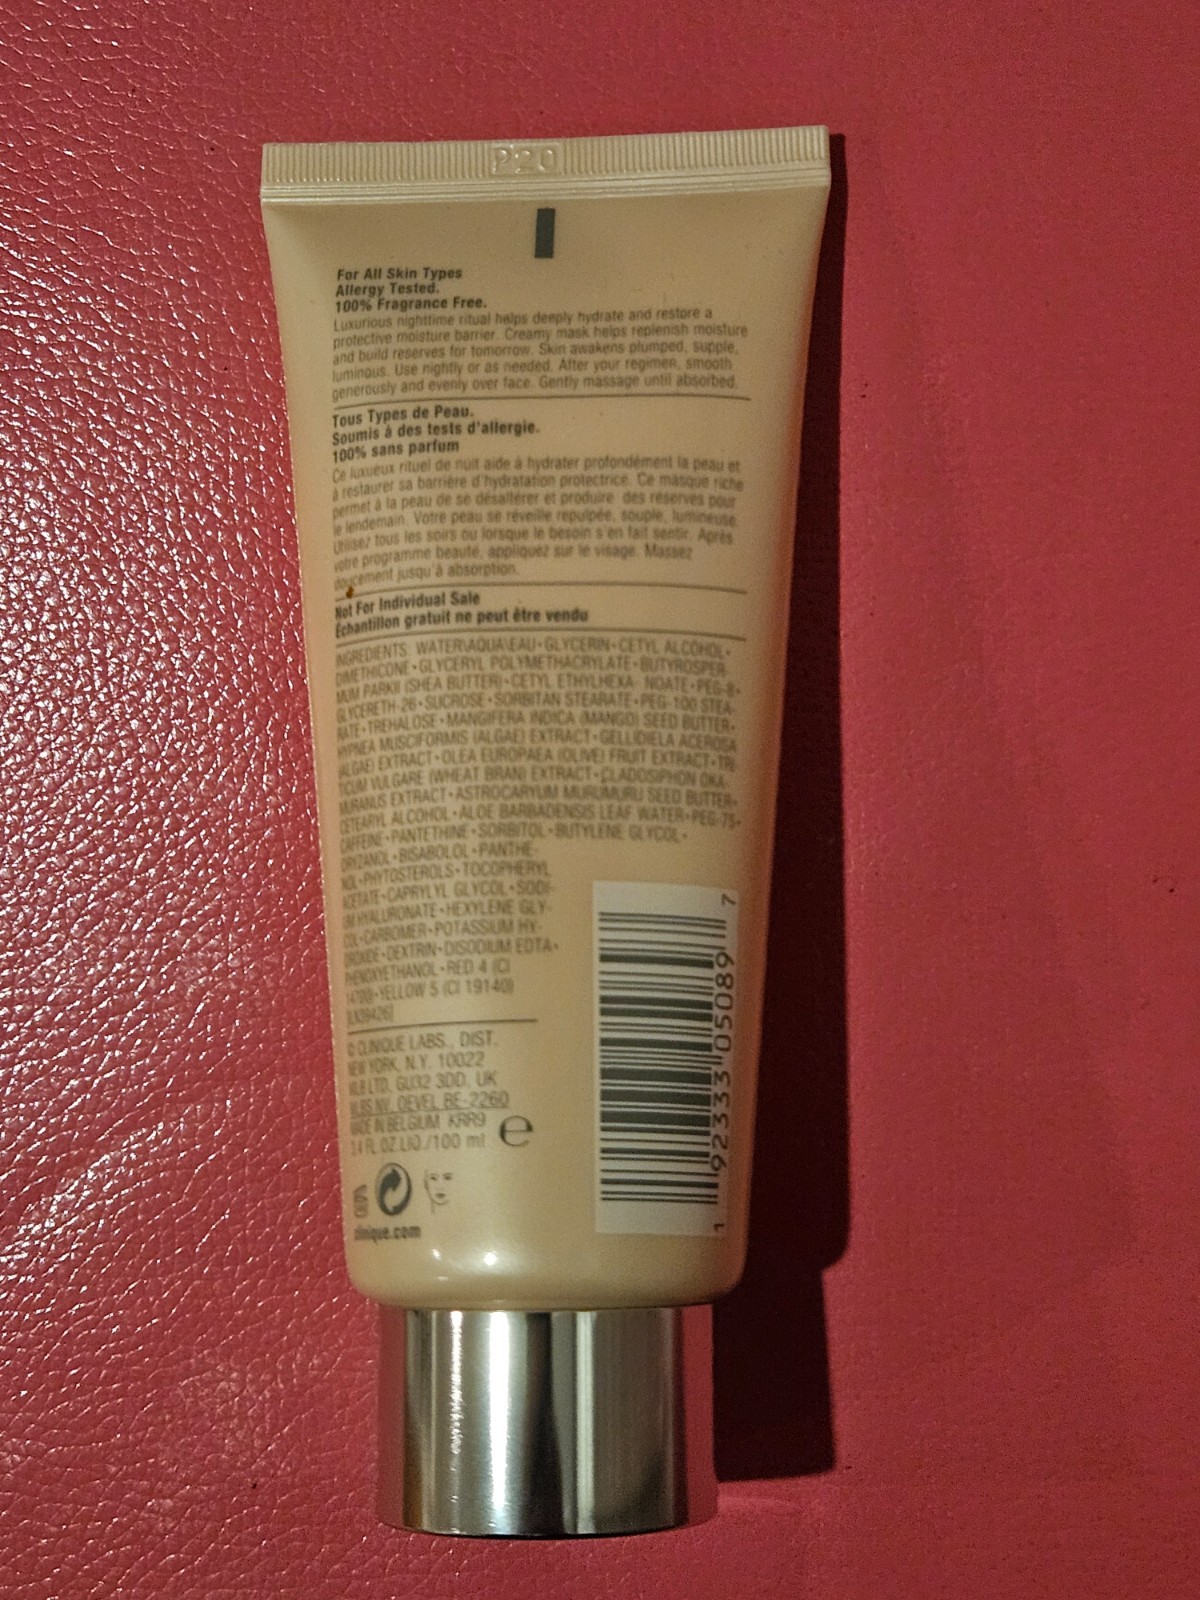 P20
For All Skin Types
Allergy Tested.
100% Fragrance Free.
Luxurious nighttime ritual helps deeply hydrate and restore a
protective moisture barrier. Creamy mask helps replenish moisture
and build reserves for tomorrow. Skin awakens plumped, supple,
luminous. Use nightly or as needed. After your regimen, smooth
generously and evenly over face. Gently massage until absorbed.
Tous Types de Peau.
Soumis à des tests d'allergie.
100% sans parfum
Ce luxueux rituel de nuit aide à hydrater profondément la peau et
à restaurer sa barrière d'hydratation protectrice. Ce masque riche
permet à la peau de se désaltérer et produire des réserves pour
le lendemain. Votre peau se réveille repulpée, souple, lumineuse.
Utilisez tous les soirs ou lorsque le besoin s'en fait sentir. Après
votre programme beauté, appliquez sur le visage. Massez
doucement jusqu'à absorption.
Not For Individual Sale
Échantillon gratuit ne peut être vendu
INGREDIENTS: WATER\AQUA\EAU•GLYCERIN•CETYL ALCOHOL•
DIMETHICONE•GLYCERYL POLYMETHACRYLATE•BUTYROSPER-
MUM PARKII (SHEA BUTTER)•CETYL ETHYLHEXA- NOATE•PEG-8•
GLYCERETH-26•SUCROSE•SORBITAN STEARATE•PEG-100 STEA-
RATE•TREHALOSE•MANGIFERA INDICA (MANGO) SEED BUTTER•
HYPNEA MUSCIFORMIS (ALGAE) EXTRACT•GELLIDIELA ACEROSA
(ALGAE) EXTRACT•OLEA EUROPAEA (OLIVE) FRUIT EXTRACT•TRI-
TICUM VULGARE (WHEAT BRAN) EXTRACT•CLADOSIPHON OKA-
MURANUS EXTRACT•ASTROCARYUM MURUMURU SEED BUTTER•
CETEARYL ALCOHOL•ALOE BARBADENSIS LEAF WATER•PEG-75•
CAFFEINE•PANTETHINE•SORBITOL•BUTYLENE GLYCOL•
ORYZANOL•BISABOLOL•PANTHE-
NOL•PHYTOSTEROLS•TOCOPHERYL
ACETATE•CAPRYLYL GLYCOL•SODI-
UM HYALURONATE•HEXYLENE GLY-
COL•CARBOMER•POTASSIUM HY-
DROXIDE•DEXTRIN•DISODIUM EDTA•
PHENOXYETHANOL•RED 4 (CI
14700)•YELLOW 5 (CI 19140)
© CLINIQUE LABS., DIST.
NEW YORK, N.Y. 10022
MLB LTD. GU32 3DD, UK
OEVEL BE-2260
MADE IN BELGIUM KRR9
3.4 FL.OZ.LIQ./100 ml e
clinique.com
1 92333 05089 7